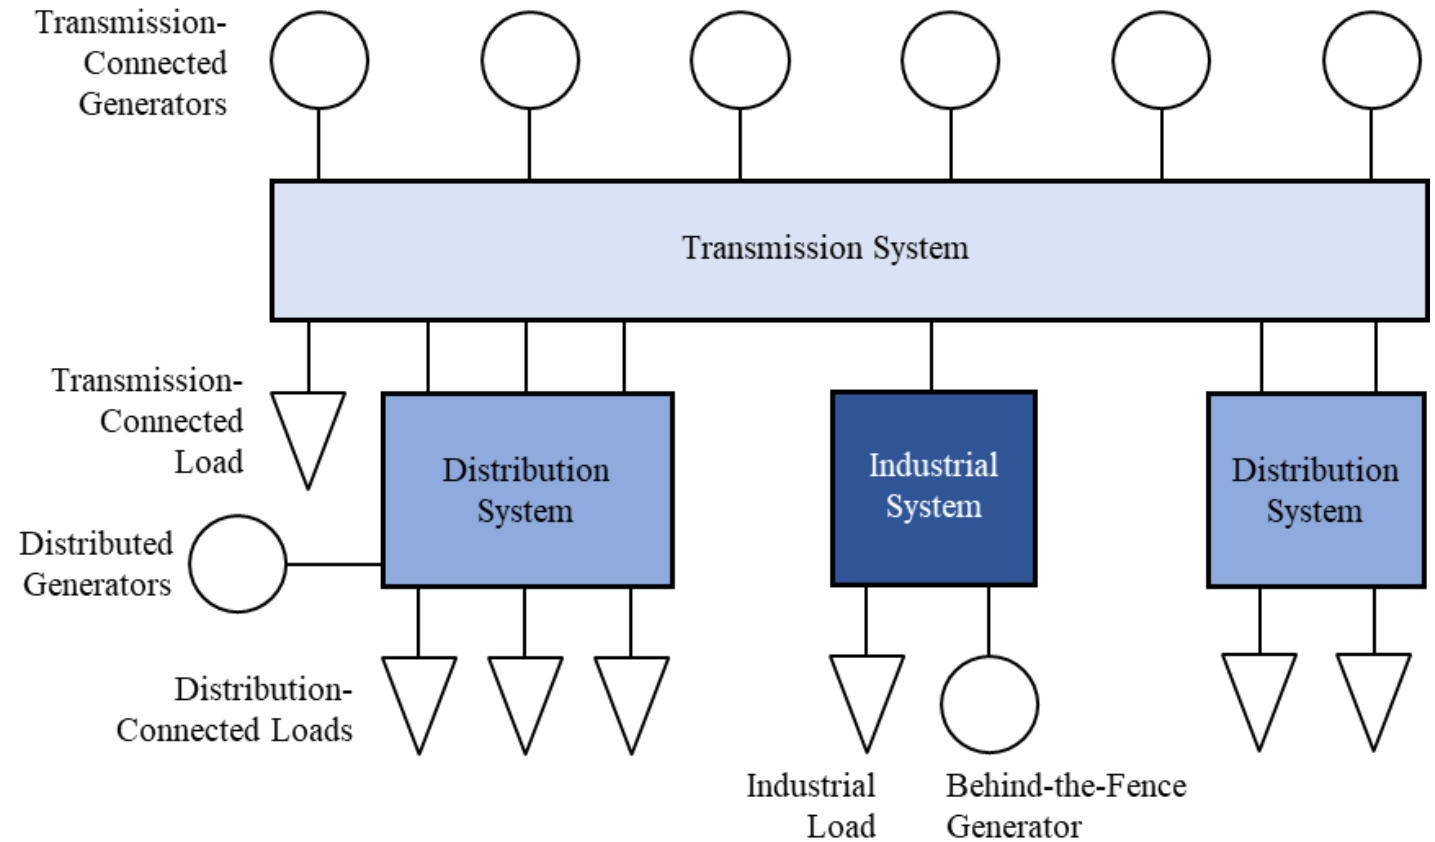 Transmission-
Connected
Generators
Transmission System
Transmission-
Connected
Load
Distribution
System
Industrial
System
Distribution
System
Distributed
Generators
Distribution-
Connected Loads
Industrial
Load
Behind-the-Fence
Generator